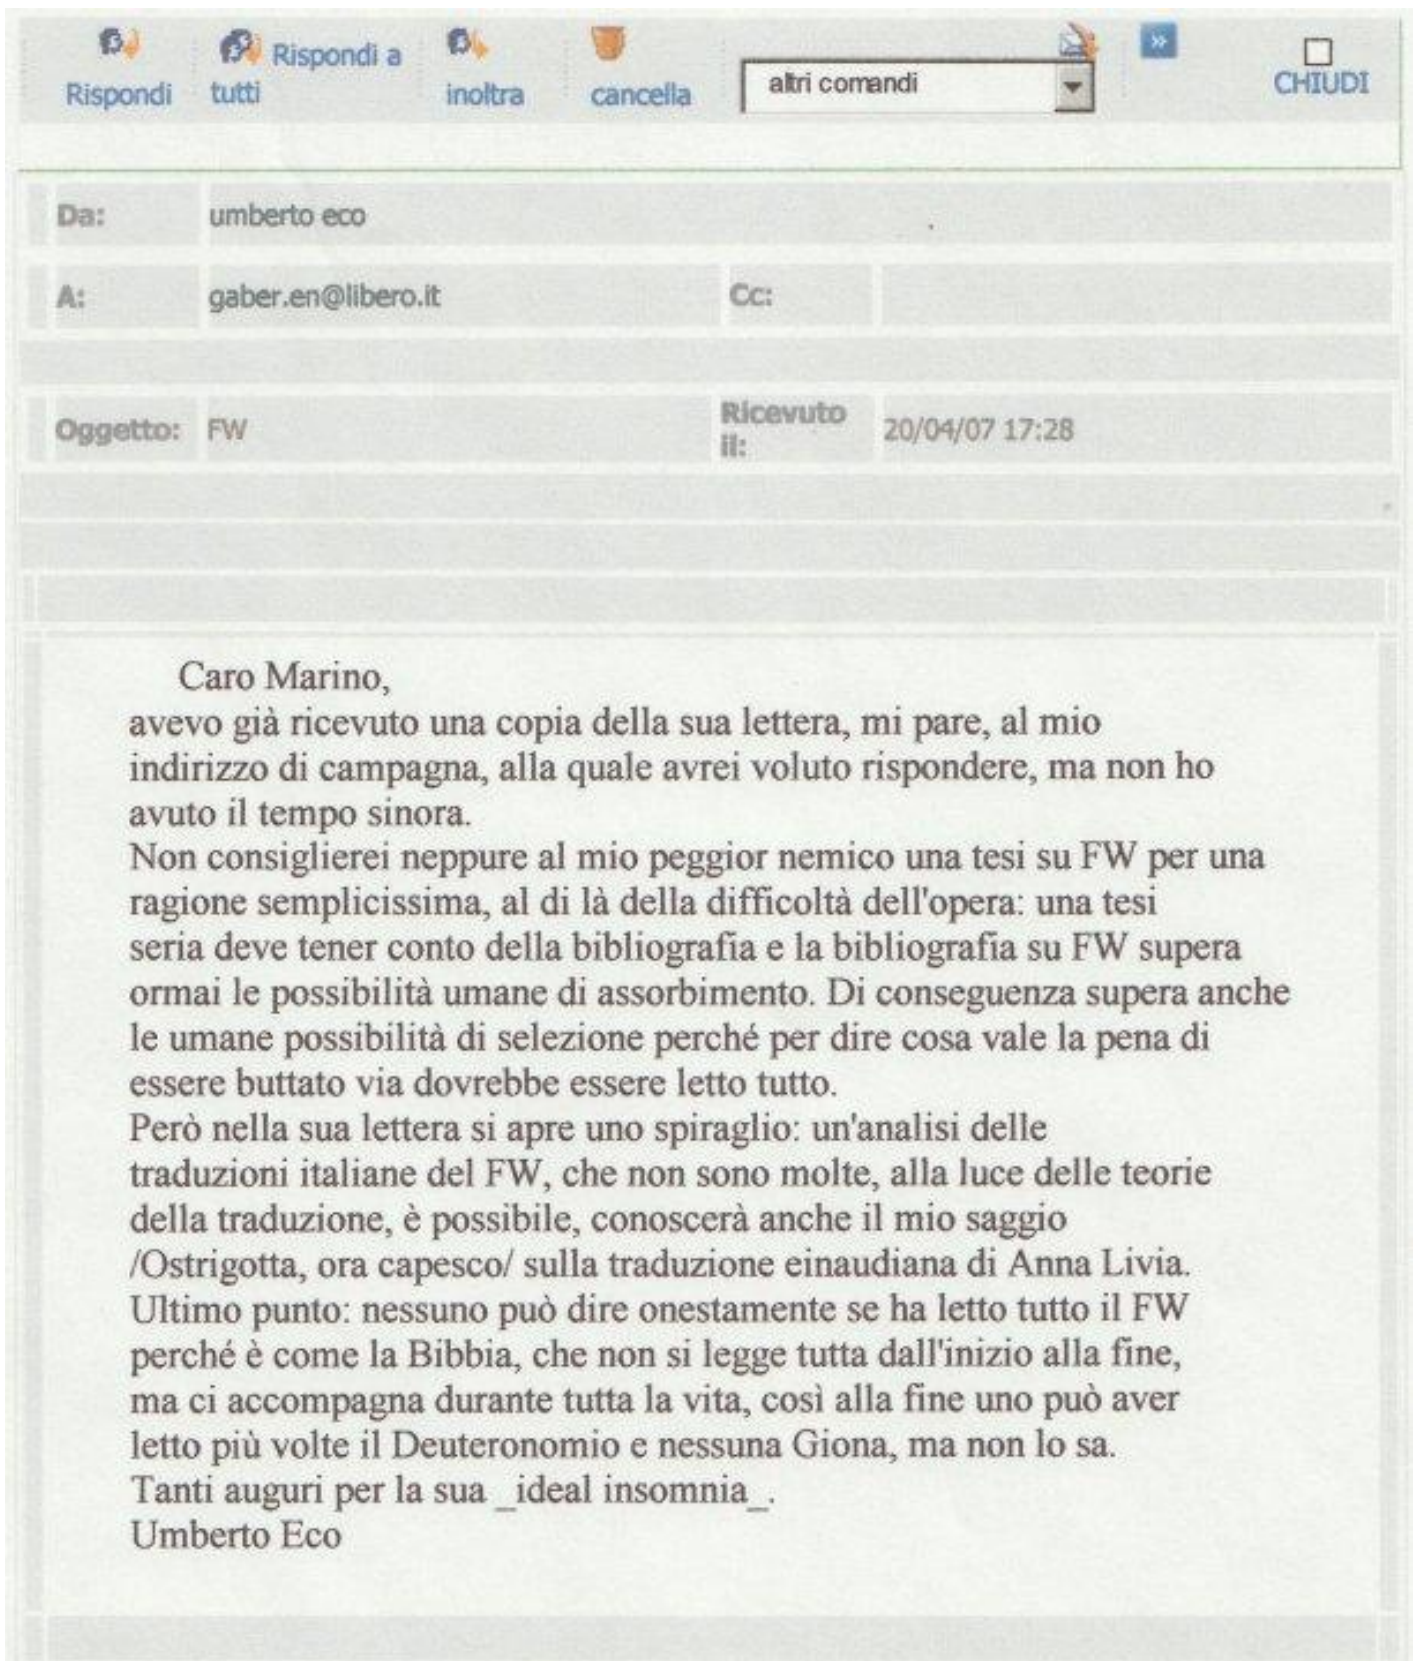 Rispondi
Rispondi a
tutti
inoltra
cancella
altri comandi
»
CHIUDI
Da: umberto eco
A: gaber.en@libero.it Cc:
Oggetto: FW Ricevuto
il: 20/04/07 17:28
Caro Marino,
avevo già ricevuto una copia della sua lettera, mi pare, al mio
indirizzo di campagna, alla quale avrei voluto rispondere, ma non ho
avuto il tempo sinora.
Non consiglierei neppure al mio peggior nemico una tesi su FW per una
ragione semplicissima, al di là della difficoltà dell'opera: una tesi
seria deve tener conto della bibliografia e la bibliografia su FW supera
ormai le possibilità umane di assorbimento. Di conseguenza supera anche
le umane possibilità di selezione perché per dire cosa vale la pena di
essere buttato via dovrebbe essere letto tutto.
Però nella sua lettera si apre uno spiraglio: un'analisi delle
traduzioni italiane del FW, che non sono molte, alla luce delle teorie
della traduzione, è possibile, conoscerà anche il mio saggio
/Ostrigotta, ora capesco/ sulla traduzione einaudiana di Anna Livia.
Ultimo punto: nessuno può dire onestamente se ha letto tutto il FW
perché è come la Bibbia, che non si legge tutta dall'inizio alla fine,
ma ci accompagna durante tutta la vita, così alla fine uno può aver
letto più volte il Deuteronomio e nessuna Giona, ma non lo sa.
Tanti auguri per la sua _ideal insomnia_.
Umberto Eco